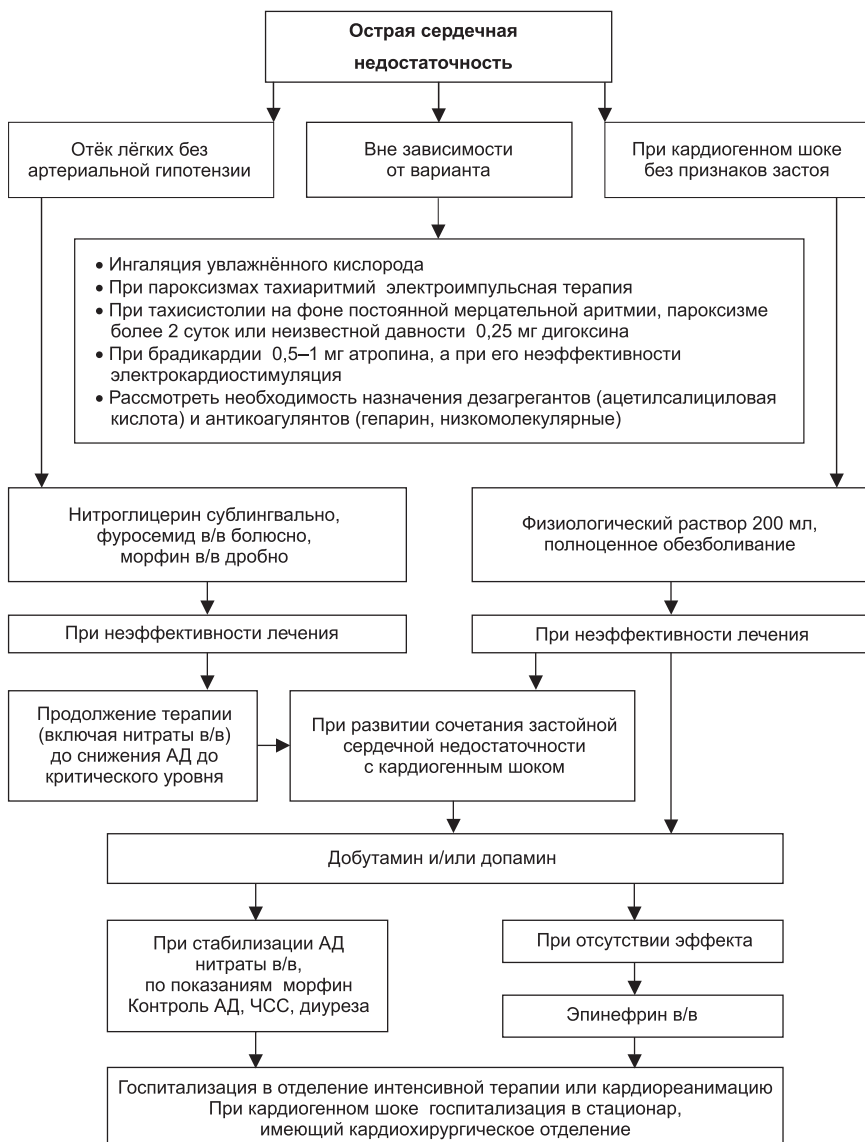 Острая сердечная
недостаточность
Отёк лёгких без
артериальной гипотензии
Вне зависимости
от варианта
При кардиогенном шоке
без признаков застоя
• Ингаляция увлажнённого кислорода
• При пароксизмах тахиаритмий электроимпульсная терапия
• При тахисистолии на фоне постоянной мерцательной аритмии, пароксизме
более 2 суток или неизвестной давности 0,25 мг дигоксина
• При брадикардии 0,5–1 мг атропина, а при его неэффективности
электрокардиостимуляция
• Рассмотреть необходимость назначения дезагрегантов (ацетилсалициловая
кислота) и антикоагулянтов (гепарин, низкомолекулярные)
Нитроглицерин сублингвально,
фуросемид в/в болюсно,
морфин в/в дробно
Физиологический раствор 200 мл,
полноценное обезболивание
При неэффективности лечения
При неэффективности лечения
Продолжение терапии
(включая нитраты в/в)
до снижения АД до
критического уровня
При развитии сочетания застойной
сердечной недостаточности
с кардиогенным шоком
Добутамин и/или допамин
При стабилизации АД
нитраты в/в,
по показаниям морфин
Контроль АД, ЧСС, диуреза
При отсутствии эффекта
Эпинефрин в/в
Госпитализация в отделение интенсивной терапии или кардиореанимацию
При кардиогенном шоке госпитализация в стационар,
имеющий кардиохирургическое отделение